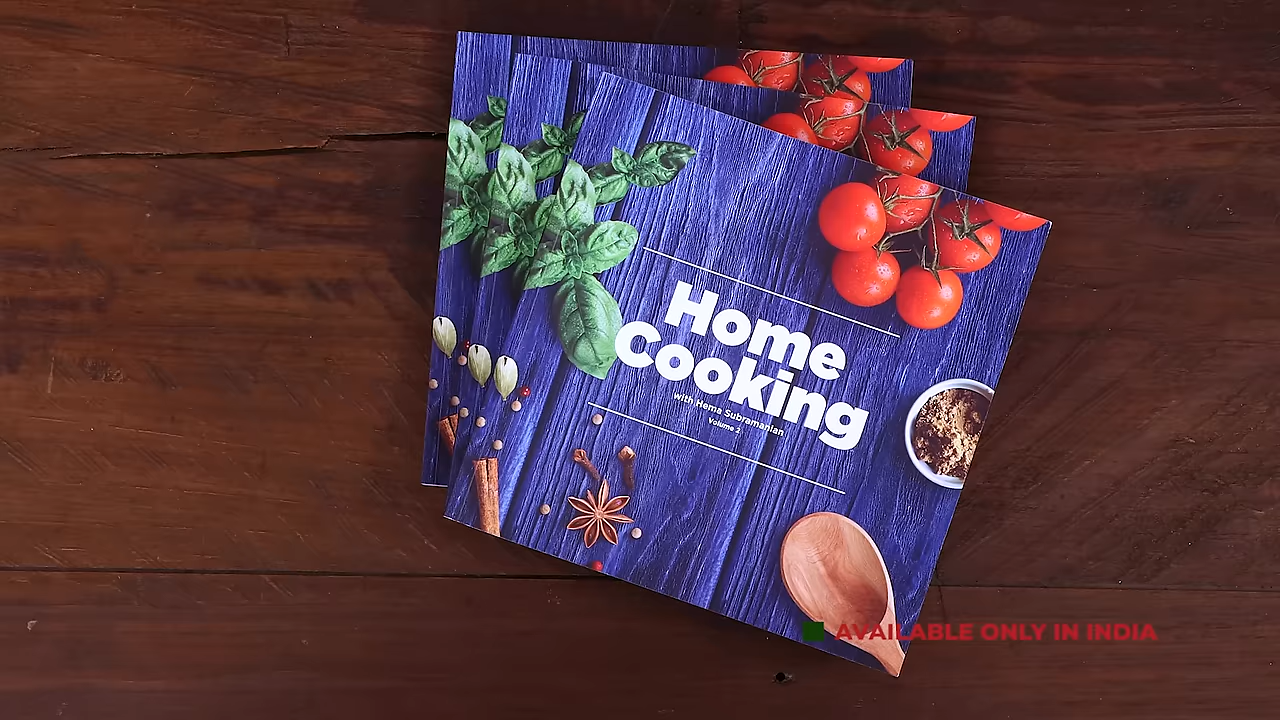 Home
Cooking
with Hema Subramanian
Volume 2
AVAILABLE ONLY IN INDIA